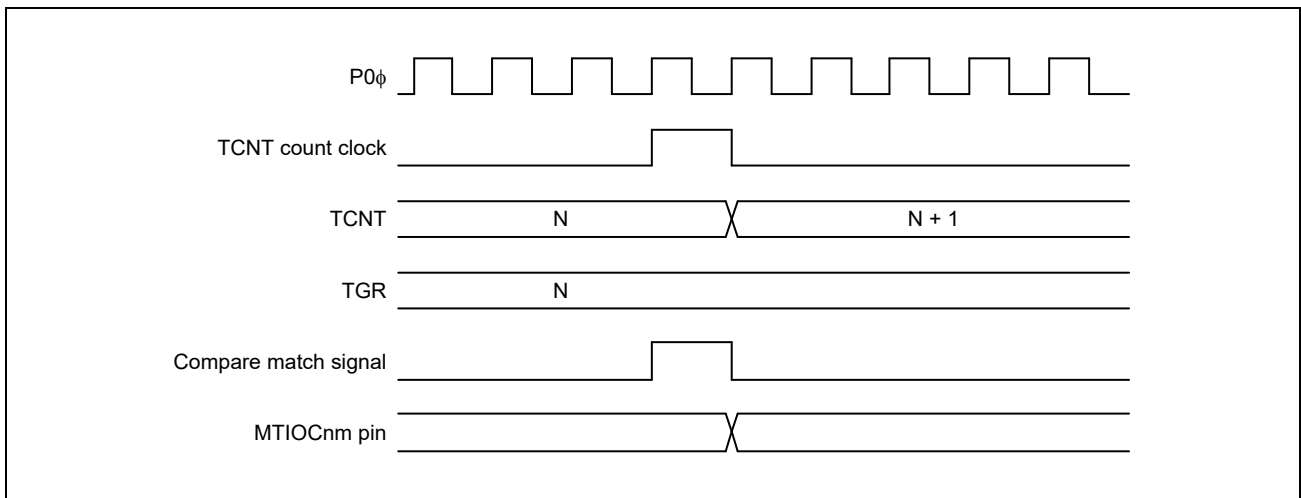 P0ϕ
TCNT count clock
TCNT N N + 1
TGR N
Compare match signal
MTIOCnm pin